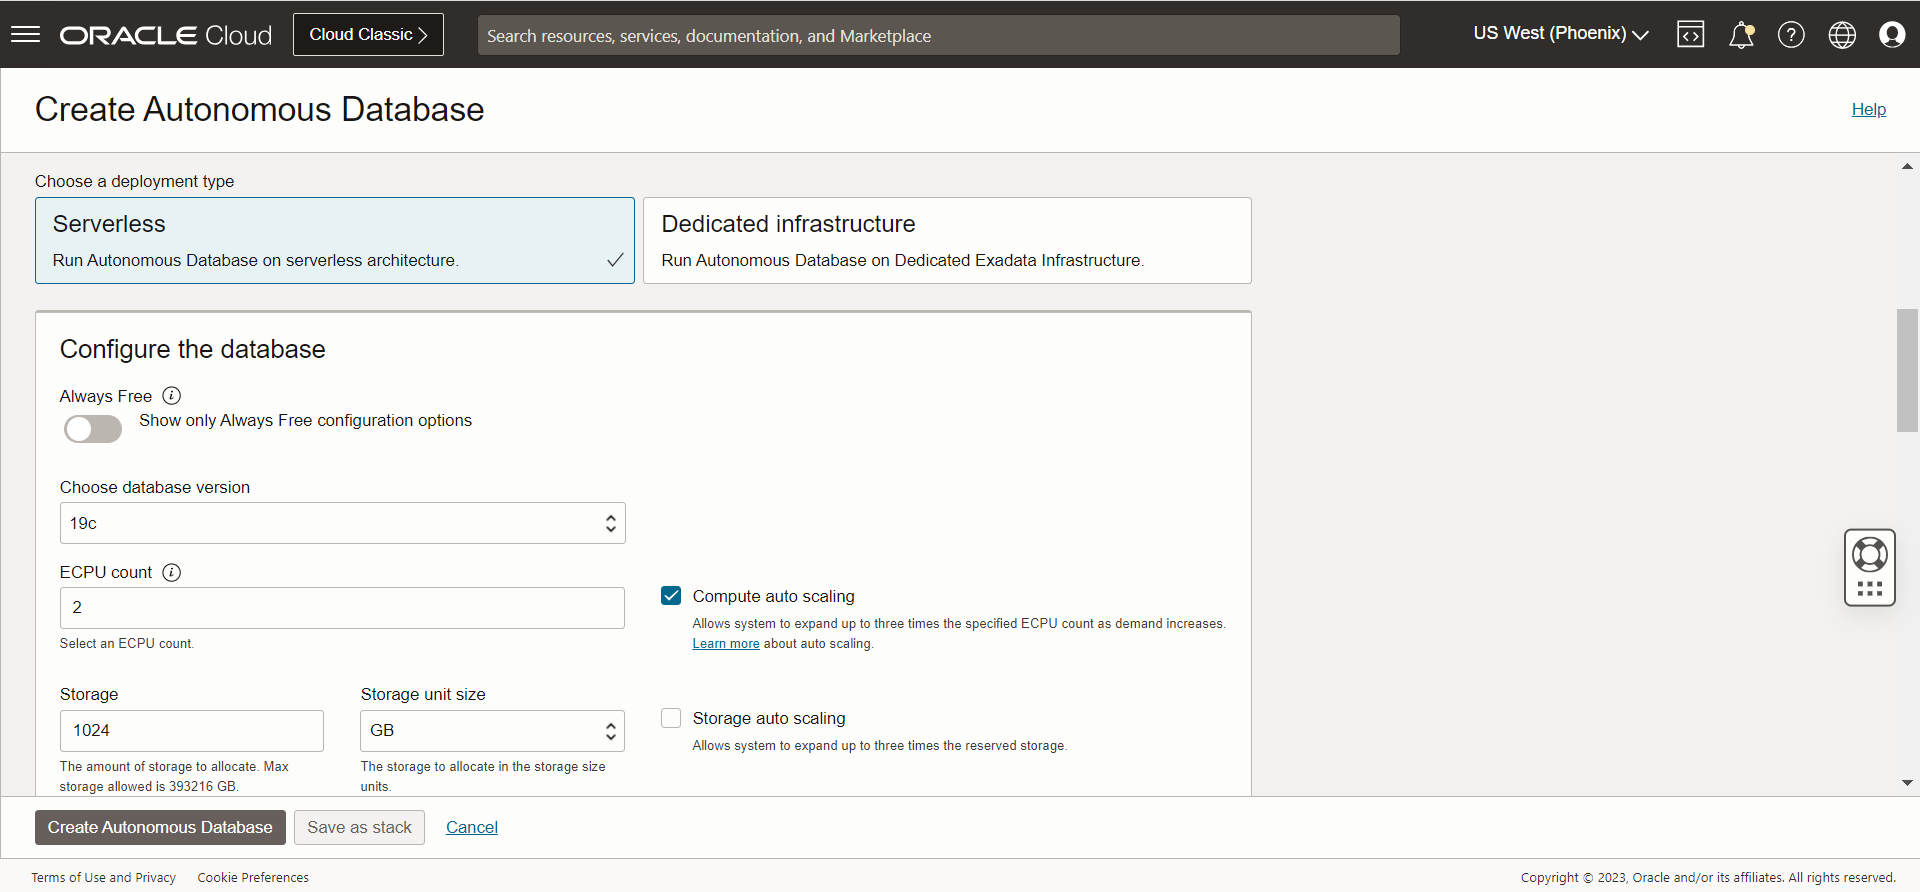 ORACLE Cloud
Cloud Classic
Search resources, services, documentation, and Marketplace
US West (Phoenix)
Create Autonomous Database
Help
Choose a deployment type
Serverless
Run Autonomous Database on serverless architecture.
Dedicated infrastructure
Run Autonomous Database on Dedicated Exadata Infrastructure.
Configure the database
Always Free
Show only Always Free configuration options
Choose database version
19c
ECPU count
2
Select an ECPU count.
Compute auto scaling
Allows system to expand up to three times the specified ECPU count as demand increases.
Learn more about auto scaling.
Storage
1024
The amount of storage to allocate. Max
storage allowed is 393216 GB.
Storage unit size
GB
The storage to allocate in the storage size
units.
Storage auto scaling
Allows system to expand up to three times the reserved storage.
Create Autonomous Database
Save as stack
Cancel
Terms of Use and Privacy
Cookie Preferences
Copyright © 2023, Oracle and/or its affiliates. All rights reserved.